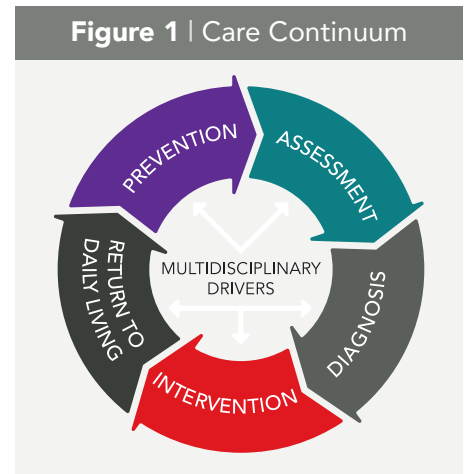 Figure 1 | Care Continuum
PREVENTION
ASSESSMENT
DIAGNOSIS
INTERVENTION
RETURN TO
DAILY LIVING
MULTIDISCIPLINARY
DRIVERS